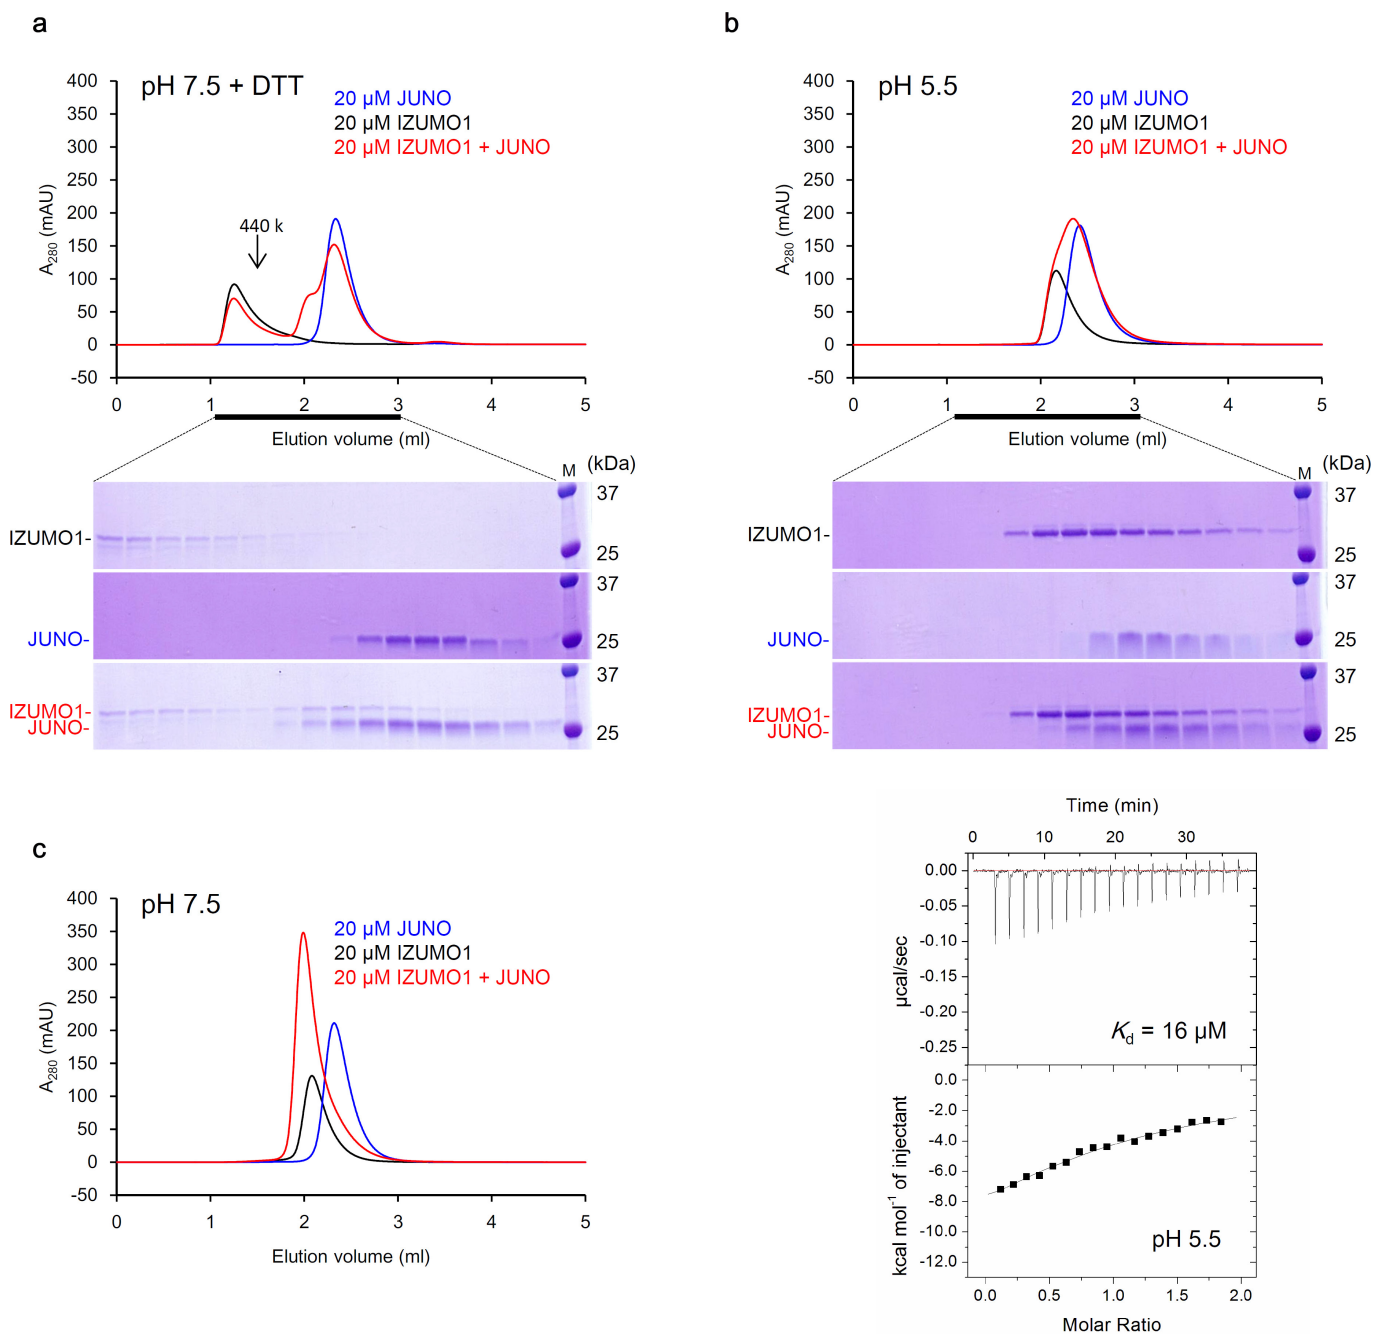 a
pH 7.5 + DTT
20 µM JUNO
20 µM IZUMO1
20 µM IZUMO1 + JUNO
440 k
A280 (mAU)
400
350
300
250
200
150
100
50
0
-50
0 1 2 3 4 5
Elution volume (ml)
M (kDa)
IZUMO1-
37
25
JUNO-
37
25
IZUMO1-
JUNO-
37
25
b
pH 5.5
20 µM JUNO
20 µM IZUMO1
20 µM IZUMO1 + JUNO
A280 (mAU)
400
350
300
250
200
150
100
50
0
-50
0 1 2 3 4 5
Elution volume (ml)
M (kDa)
IZUMO1-
37
25
JUNO-
37
25
IZUMO1-
JUNO-
37
25
Time (min)
0 10 20 30
µcal/sec
0.00
-0.05
-0.10
-0.15
-0.20
-0.25
Kd = 16 µM
kcal mol-1 of injectant
0.0
-2.0
-4.0
-6.0
-8.0
-10.0
-12.0
pH 5.5
0.0 0.5 1.0 1.5 2.0
Molar Ratio
c
pH 7.5
20 µM JUNO
20 µM IZUMO1
20 µM IZUMO1 + JUNO
A280 (mAU)
400
350
300
250
200
150
100
50
0
-50
0 1 2 3 4 5
Elution volume (ml)